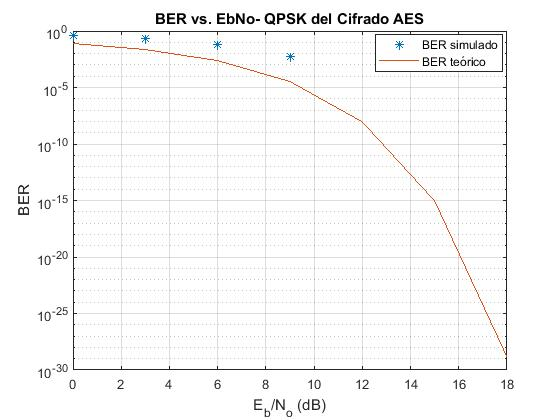 BER vs. EbNo- QPSK del Cifrado AES
BER simulado
BER teórico
10^0
10^-5
10^-10
10^-15
10^-20
10^-25
10^-30
BER
0 2 4 6 8 10 12 14 16 18
E_b/N_o (dB)